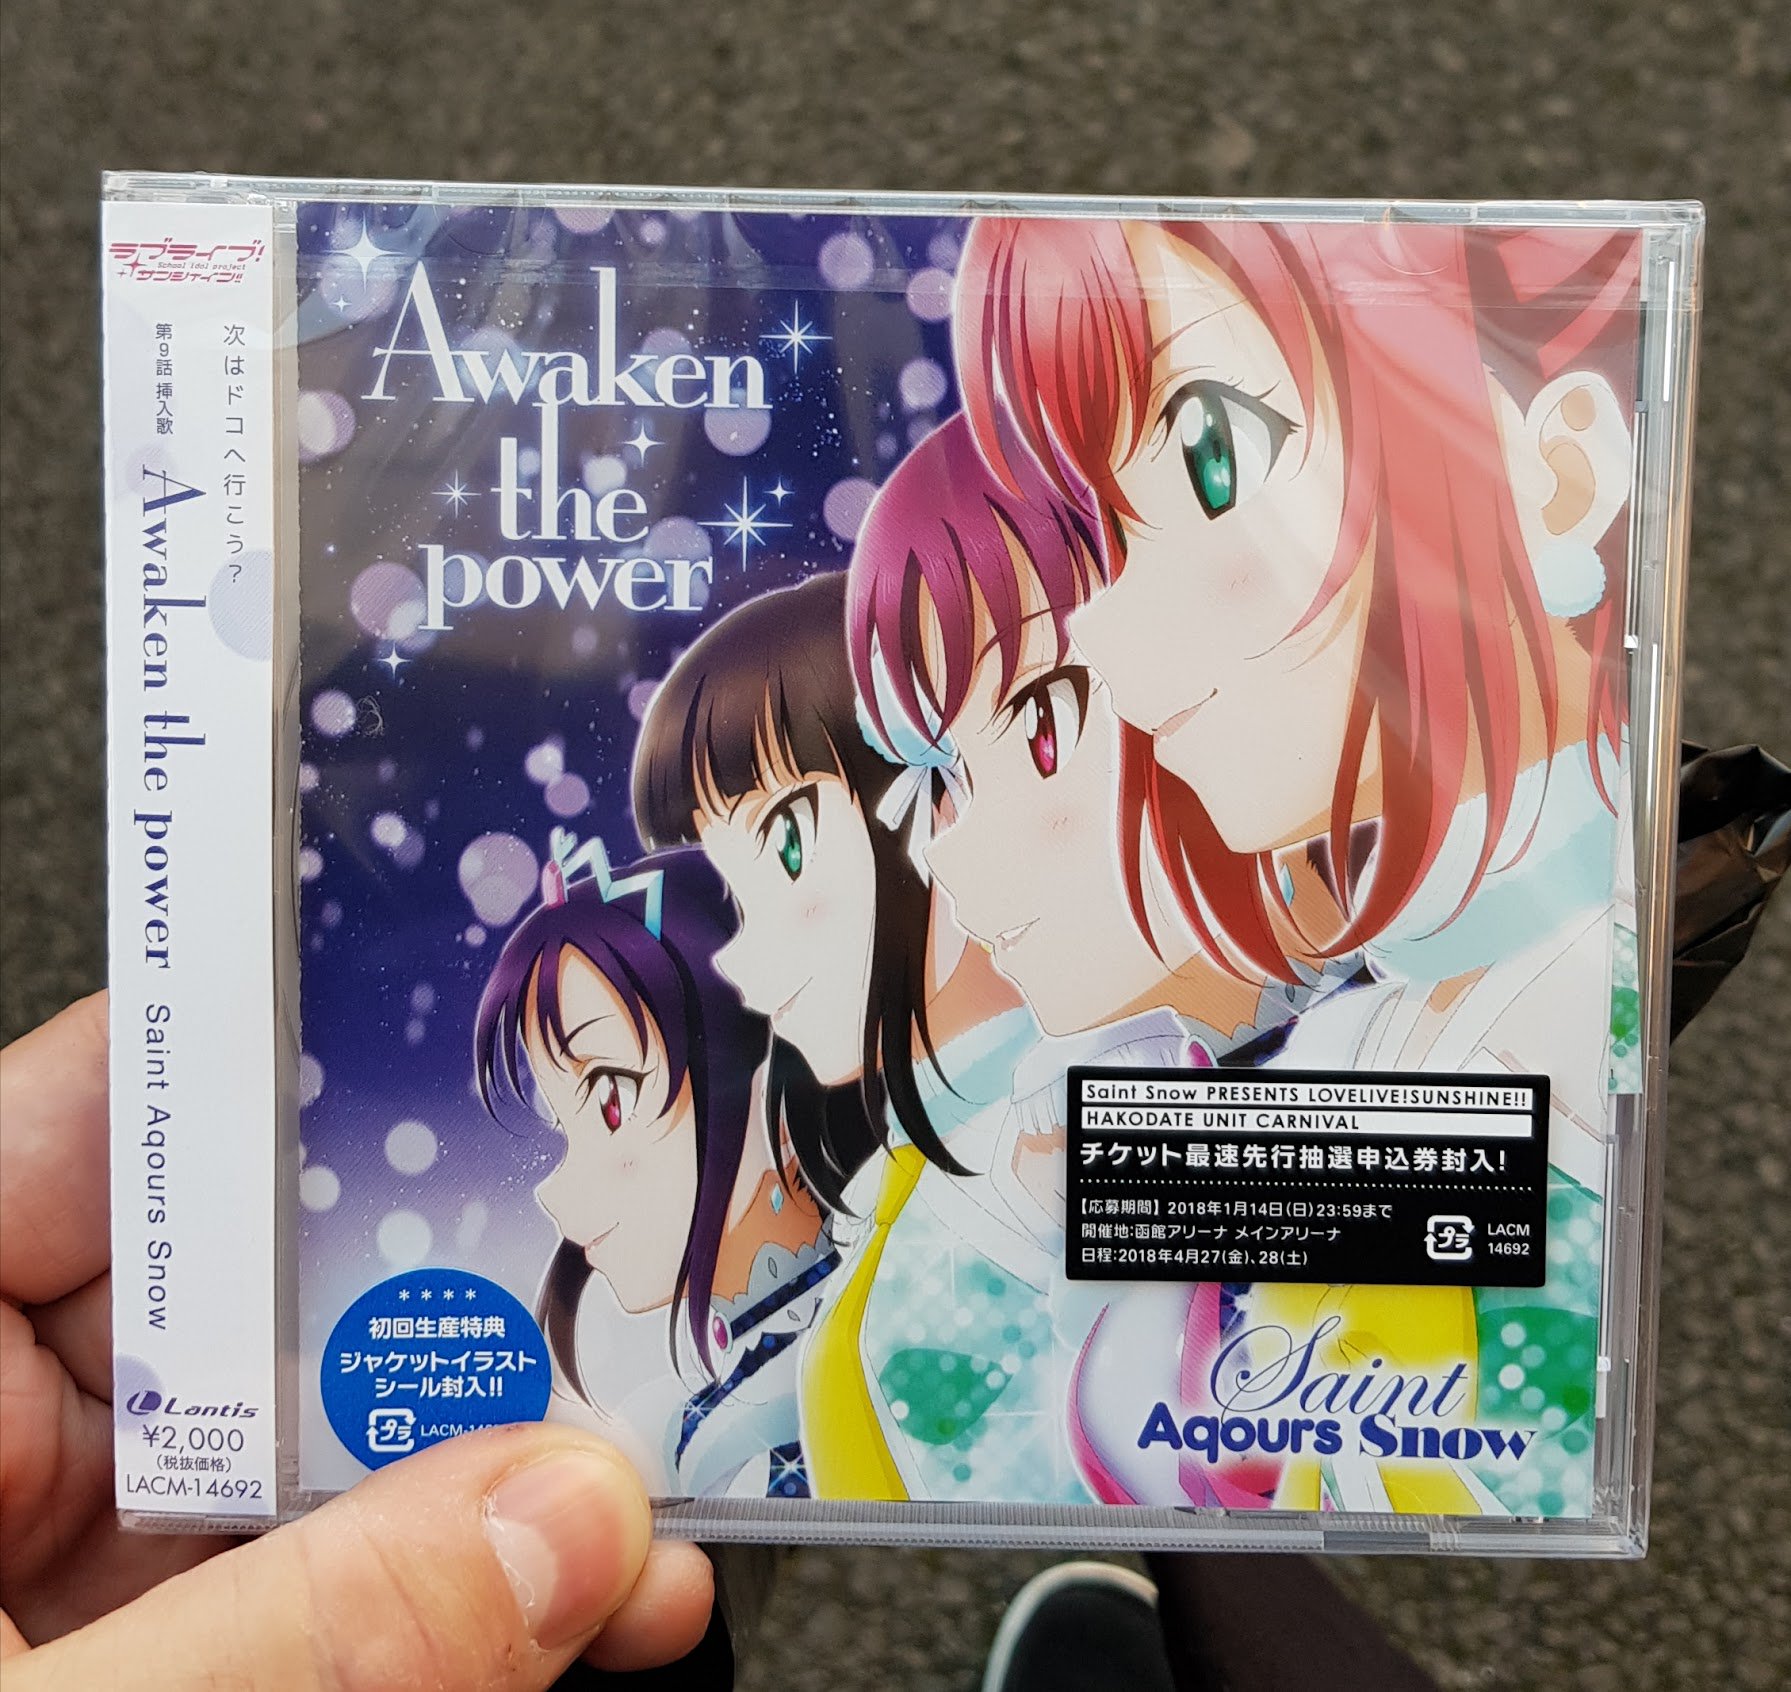 ラブライブ!
School idol project
サンシャイン!!
次はドコへ行こう?
第9話 挿入歌
Awaken the power Saint Aqours Snow
Lantis
¥2,000
(税抜価格)
LACM-14692
Awaken
the
power
****
初回生産特典
ジャケットイラスト
シール封入!!
プラ
Saint Snow PRESENTS LOVELIVE!SUNSHINE!!
HAKODATE UNIT CARNIVAL
チケット最速先行抽選申込券封入!
【応募期間】2018年1月14日(日)23:59まで
開催地:函館アリーナ メインアリーナ
日程:2018年4月27(金)、28(土)
プラ
LACM
14692
Saint
Aqours Snow